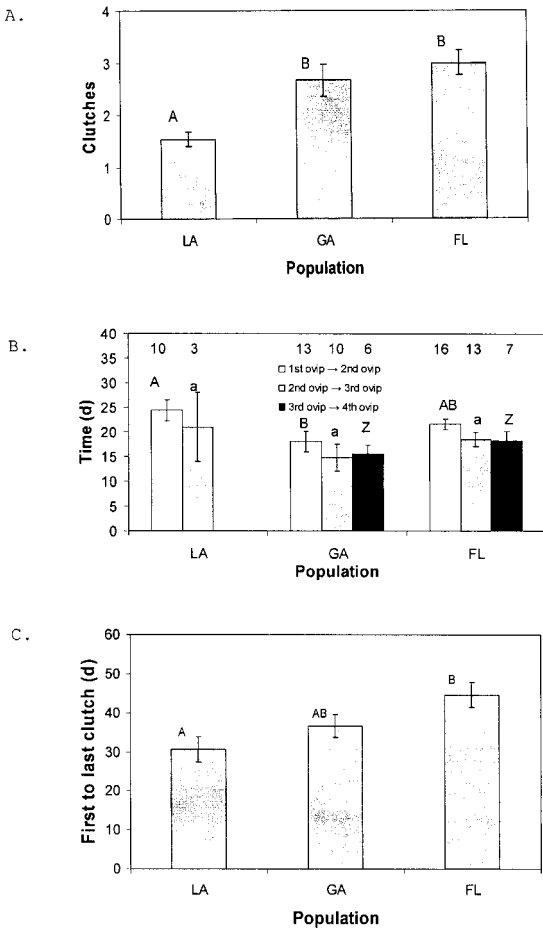 A.
4
3
2
1
0
Clutches
A
B
B
LA GA FL
Population
B.
40
35
30
25
20
15
10
5
0
Time (d)
10 3 13 10 6 16 13 7
1st ovip → 2nd ovip
2nd ovip → 3rd ovip
3rd ovip → 4th ovip
A a B a Z AB a Z
LA GA FL
Population
C.
60
50
40
30
20
10
0
First to last clutch (d)
A
AB
B
LA GA FL
Population